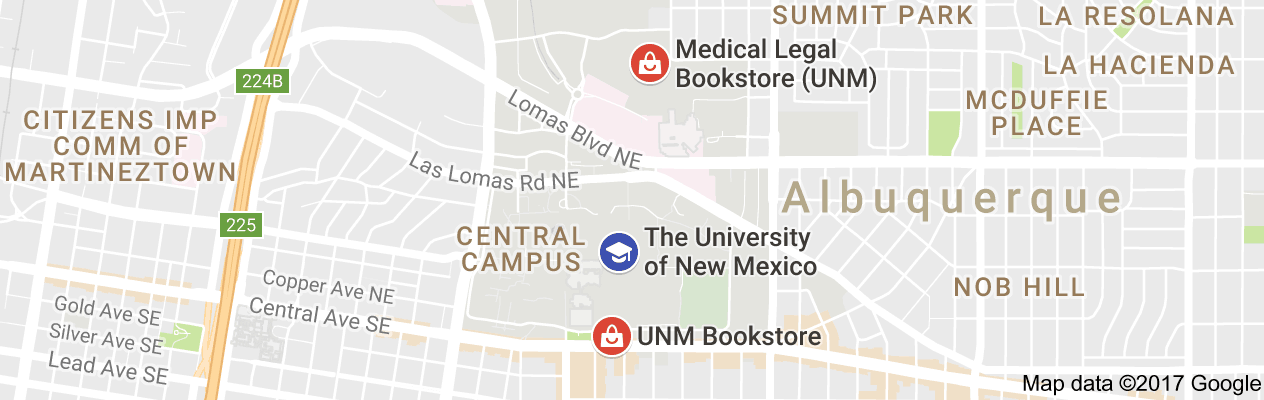 SUMMIT PARK
LA RESOLANA
Medical Legal
Bookstore (UNM)
LA HACIENDA
224B
MCDUFFIE
PLACE
CITIZENS IMP
COMM OF
MARTINEZTOWN
Lomas Blvd NE
Las Lomas Rd NE
Albuquerque
225
CENTRAL
CAMPUS
The University
of New Mexico
NOB HILL
Copper Ave NE
Central Ave SE
Gold Ave SE
Silver Ave SE
Lead Ave SE
UNM Bookstore
Map data ©2017 Google